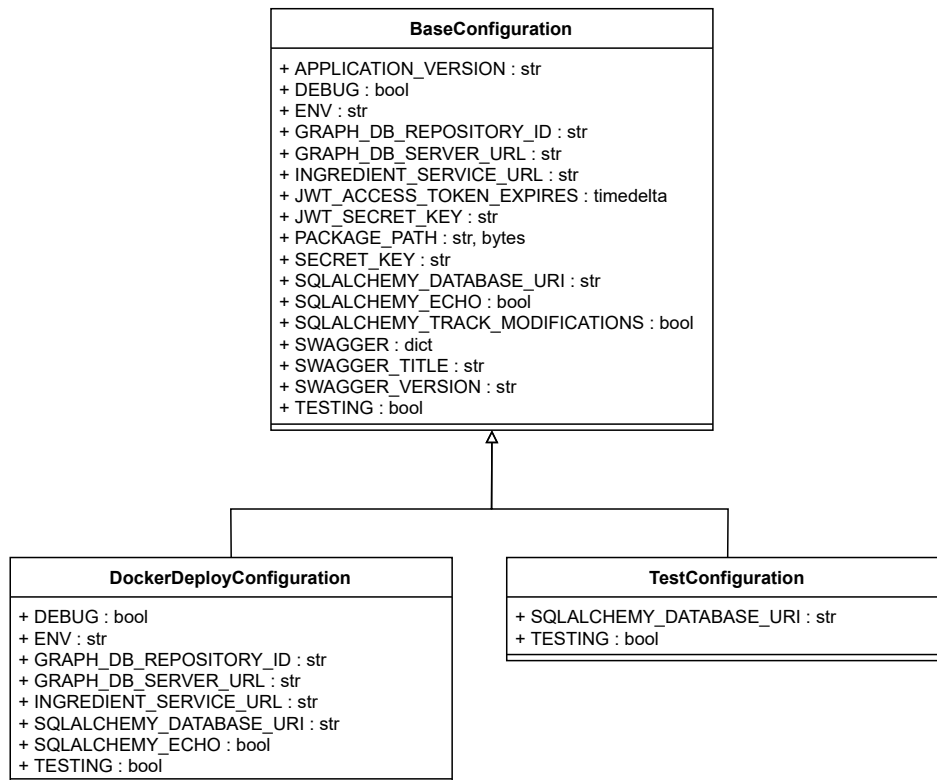 BaseConfiguration
+ APPLICATION_VERSION : str
+ DEBUG : bool
+ ENV : str
+ GRAPH_DB_REPOSITORY_ID : str
+ GRAPH_DB_SERVER_URL : str
+ INGREDIENT_SERVICE_URL : str
+ JWT_ACCESS_TOKEN_EXPIRES : timedelta
+ JWT_SECRET_KEY : str
+ PACKAGE_PATH : str, bytes
+ SECRET_KEY : str
+ SQLALCHEMY_DATABASE_URI : str
+ SQLALCHEMY_ECHO : bool
+ SQLALCHEMY_TRACK_MODIFICATIONS : bool
+ SWAGGER : dict
+ SWAGGER_TITLE : str
+ SWAGGER_VERSION : str
+ TESTING : bool
DockerDeployConfiguration
+ DEBUG : bool
+ ENV : str
+ GRAPH_DB_REPOSITORY_ID : str
+ GRAPH_DB_SERVER_URL : str
+ INGREDIENT_SERVICE_URL : str
+ SQLALCHEMY_DATABASE_URI : str
+ SQLALCHEMY_ECHO : bool
+ TESTING : bool
TestConfiguration
+ SQLALCHEMY_DATABASE_URI : str
+ TESTING : bool